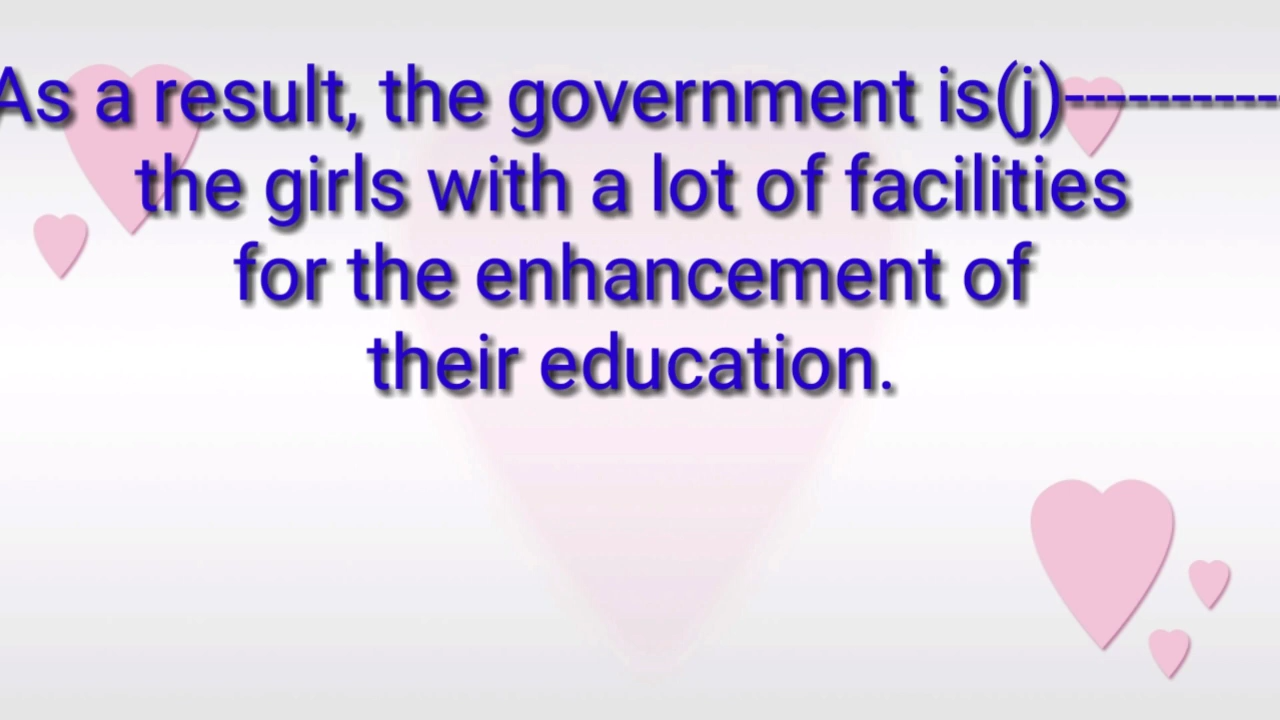 As a result, the government is(j)-----------
the girls with a lot of facilities
for the enhancement of
their education.